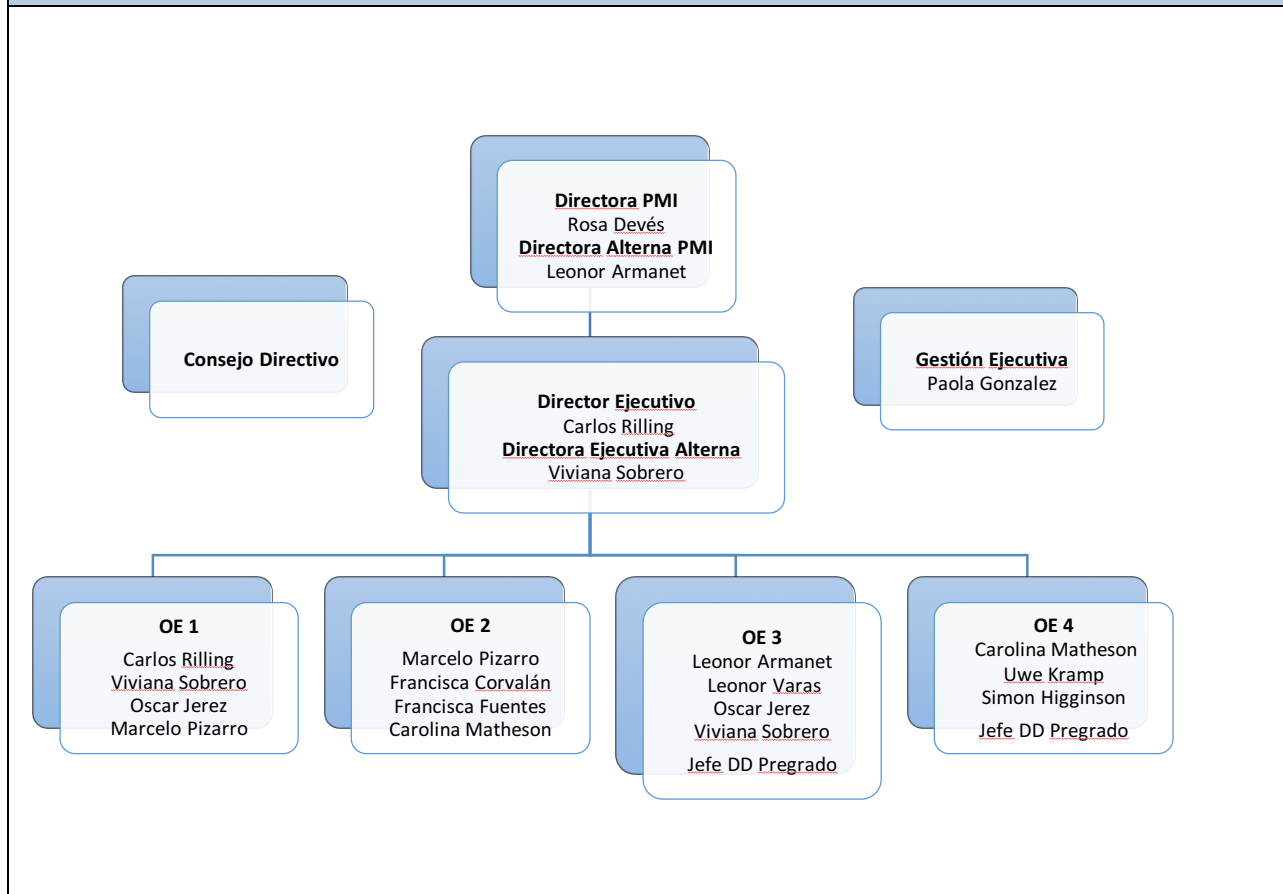 Directora PMI
Rosa Devés
Directora Alterna PMI
Leonor Armanet
Consejo Directivo
Gestión Ejecutiva
Paola Gonzalez
Director Ejecutivo
Carlos Rilling
Directora Ejecutiva Alterna
Viviana Sobrero
OE 1
Carlos Rilling
Viviana Sobrero
Oscar Jerez
Marcelo Pizarro
OE 2
Marcelo Pizarro
Francisca Corvalán
Francisca Fuentes
Carolina Matheson
OE 3
Leonor Armanet
Leonor Varas
Oscar Jerez
Viviana Sobrero
Jefe DD Pregrado
OE 4
Carolina Matheson
Uwe Kramp
Simon Higginson
Jefe DD Pregrado